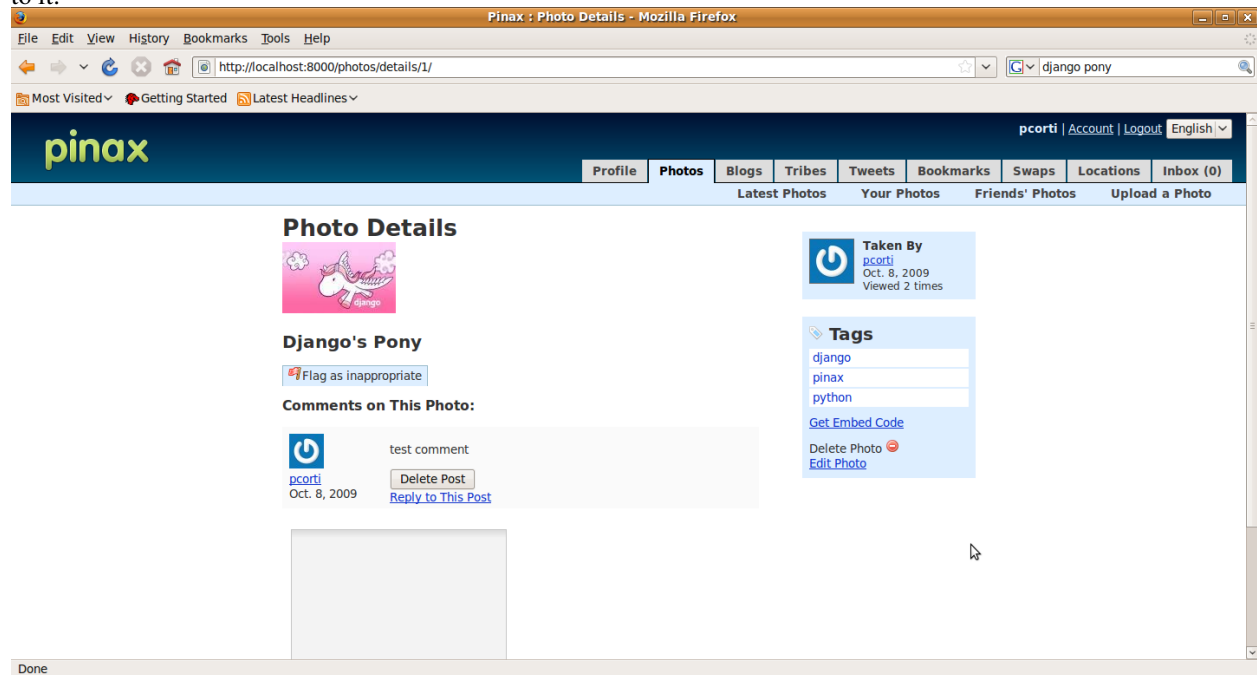 to it.
Pinax : Photo Details - Mozilla Firefox
File Edit View History Bookmarks Tools Help
http://localhost:8000/photos/details/1/
G django pony
Most Visited Getting Started Latest Headlines
pinax
pcorti | Account | Logout English
Profile Photos Blogs Tribes Tweets Bookmarks Swaps Locations Inbox (0)
Latest Photos Your Photos Friends' Photos Upload a Photo
Photo Details
django
Django's Pony
Flag as inappropriate
Comments on This Photo:
test comment
Delete Post
pcorti
Oct. 8, 2009
Reply to This Post
Taken By
pcorti
Oct. 8, 2009
Viewed 2 times
Tags
django
pinax
python
Get Embed Code
Delete Photo
Edit Photo
Done